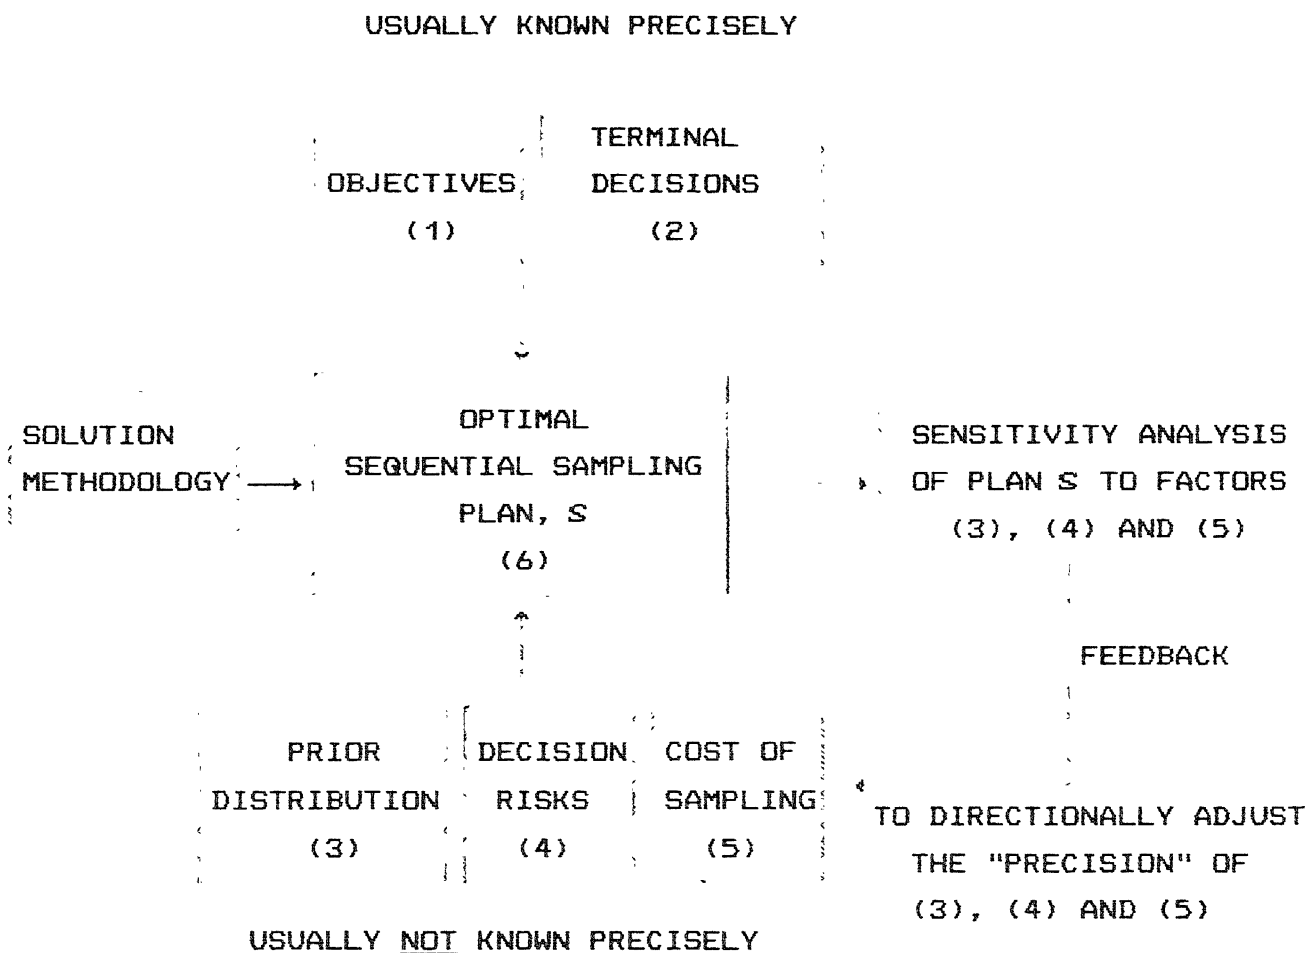 USUALLY KNOWN PRECISELY
OBJECTIVES
(1)
TERMINAL
DECISIONS
(2)
SOLUTION
METHODOLOGY
OPTIMAL
SEQUENTIAL SAMPLING
PLAN, S
(6)
SENSITIVITY ANALYSIS
OF PLAN S TO FACTORS
(3), (4) AND (5)
FEEDBACK
PRIOR
DISTRIBUTION
(3)
DECISION
RISKS
(4)
COST OF
SAMPLING
(5)
TO DIRECTIONALLY ADJUST
THE "PRECISION" OF
(3), (4) AND (5)
USUALLY NOT KNOWN PRECISELY